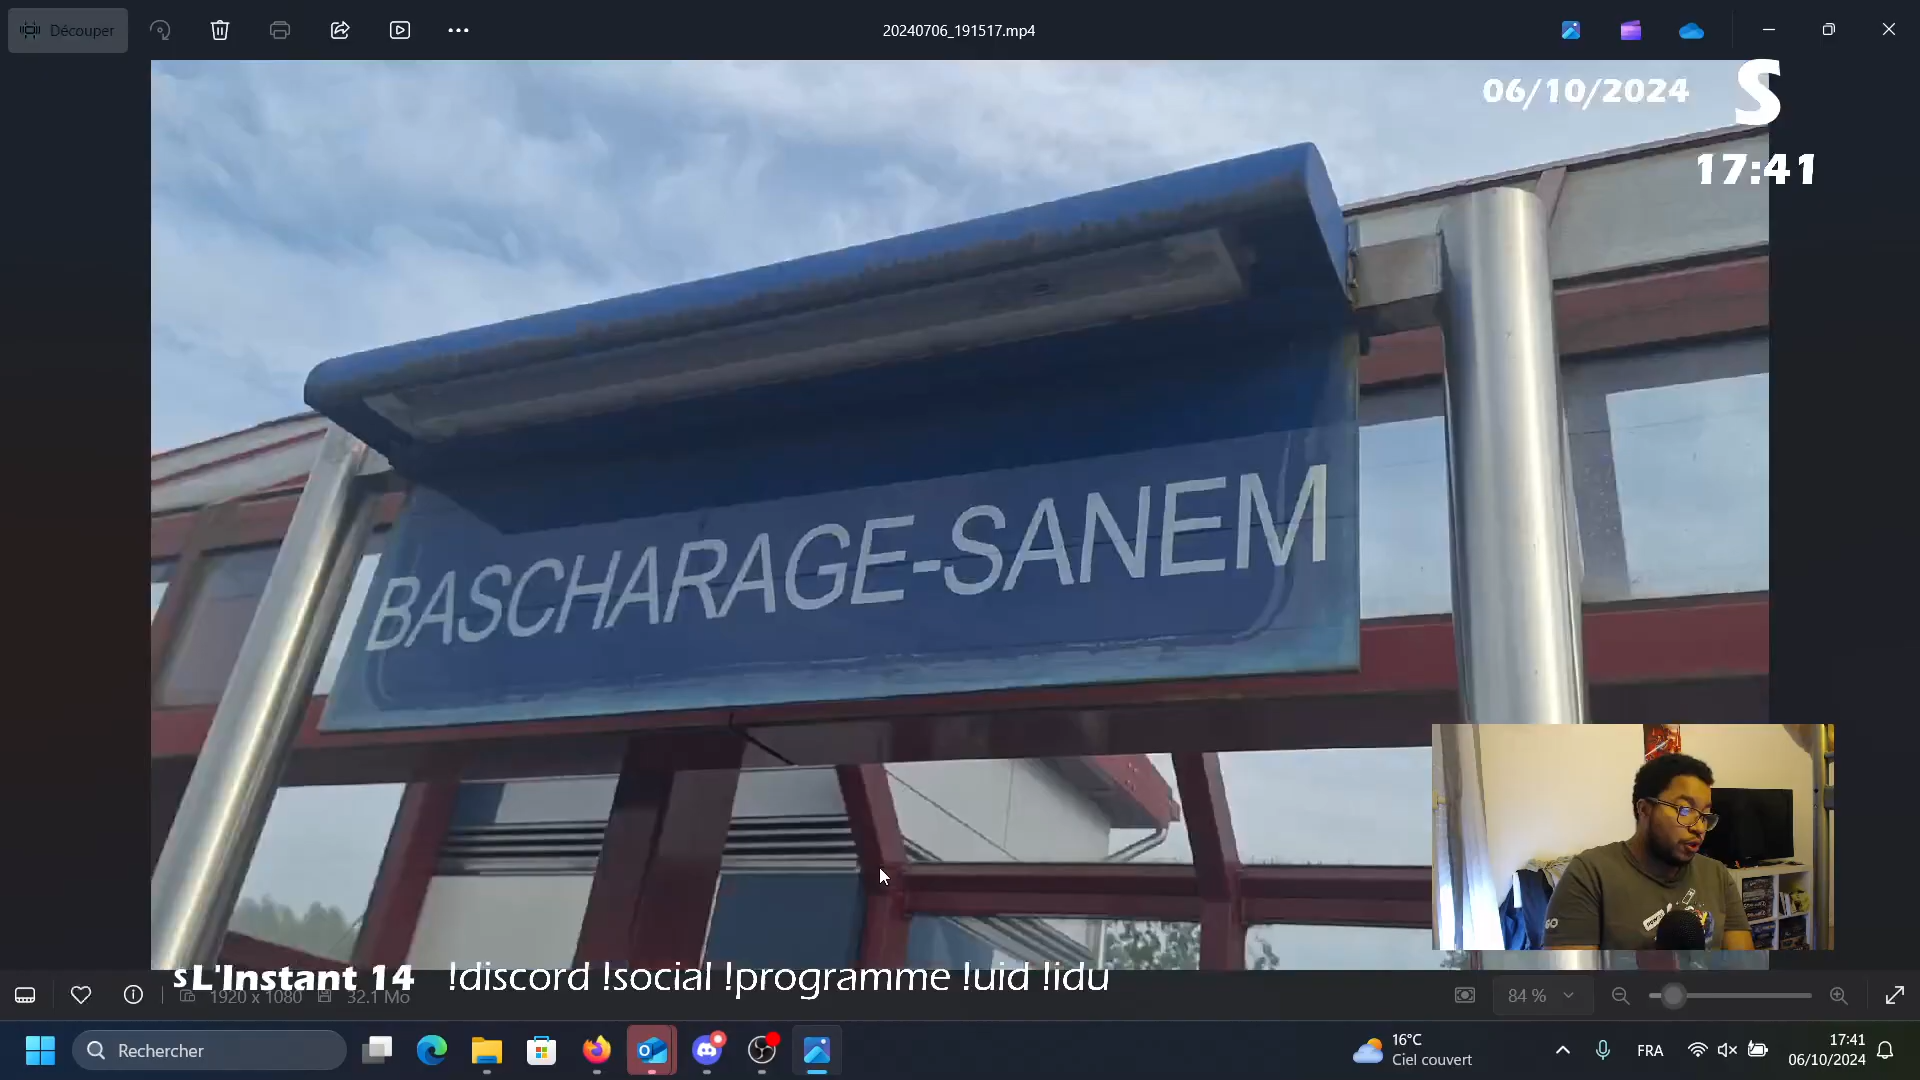 Découper
20240706_191517.mp4
06/10/2024
S
17:41
BASCHARAGE-SANEM
s L'Instant 14 !discord !social !programme !uid !idu
1920 x 1080 32.1 Mo
84 %
Rechercher
16°C
Ciel couvert
FRA
17:41
06/10/2024